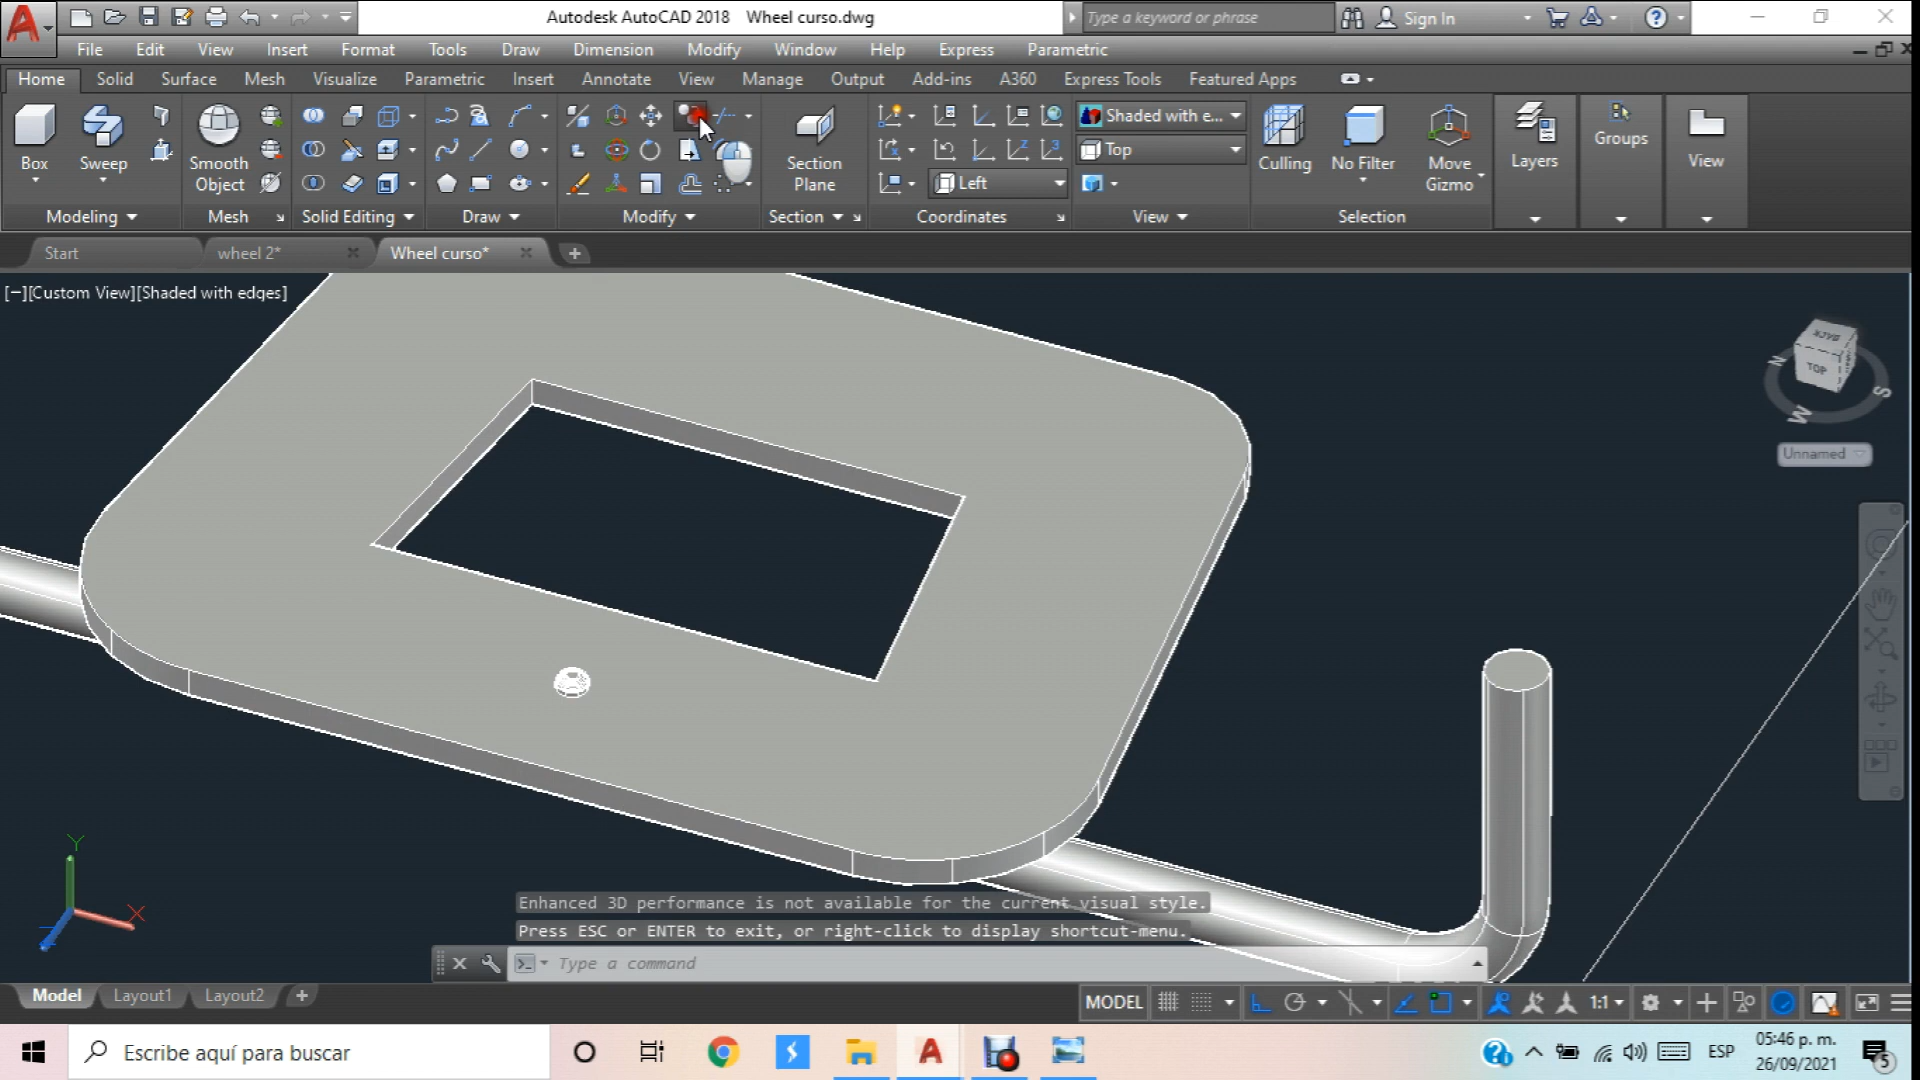 Autodesk AutoCAD 2018 Wheel curso.dwg
Type a keyword or phrase
Sign In
File Edit View Insert Format Tools Draw Dimension Modify Window Help Express Parametric
Home Solid Surface Mesh Visualize Parametric Insert Annotate View Manage Output Add-ins A360 Express Tools Featured Apps
Box
Sweep
Smooth Object
Section Plane
Shaded with e...
Top
Left
Culling
No Filter
Move Gizmo
Layers
Groups
View
Modeling Mesh Solid Editing Draw Modify Section Coordinates View Selection
Start wheel 2* Wheel curso*
[−][Custom View][Shaded with edges]
BACK
TOP
N
S
W
Unnamed
Y
X
Enhanced 3D performance is not available for the current visual style.
Press ESC or ENTER to exit, or right-click to display shortcut-menu.
Type a command
Model Layout1 Layout2
MODEL 1:1
Escribe aquí para buscar
ESP
05:46 p. m.
26/09/2021
5